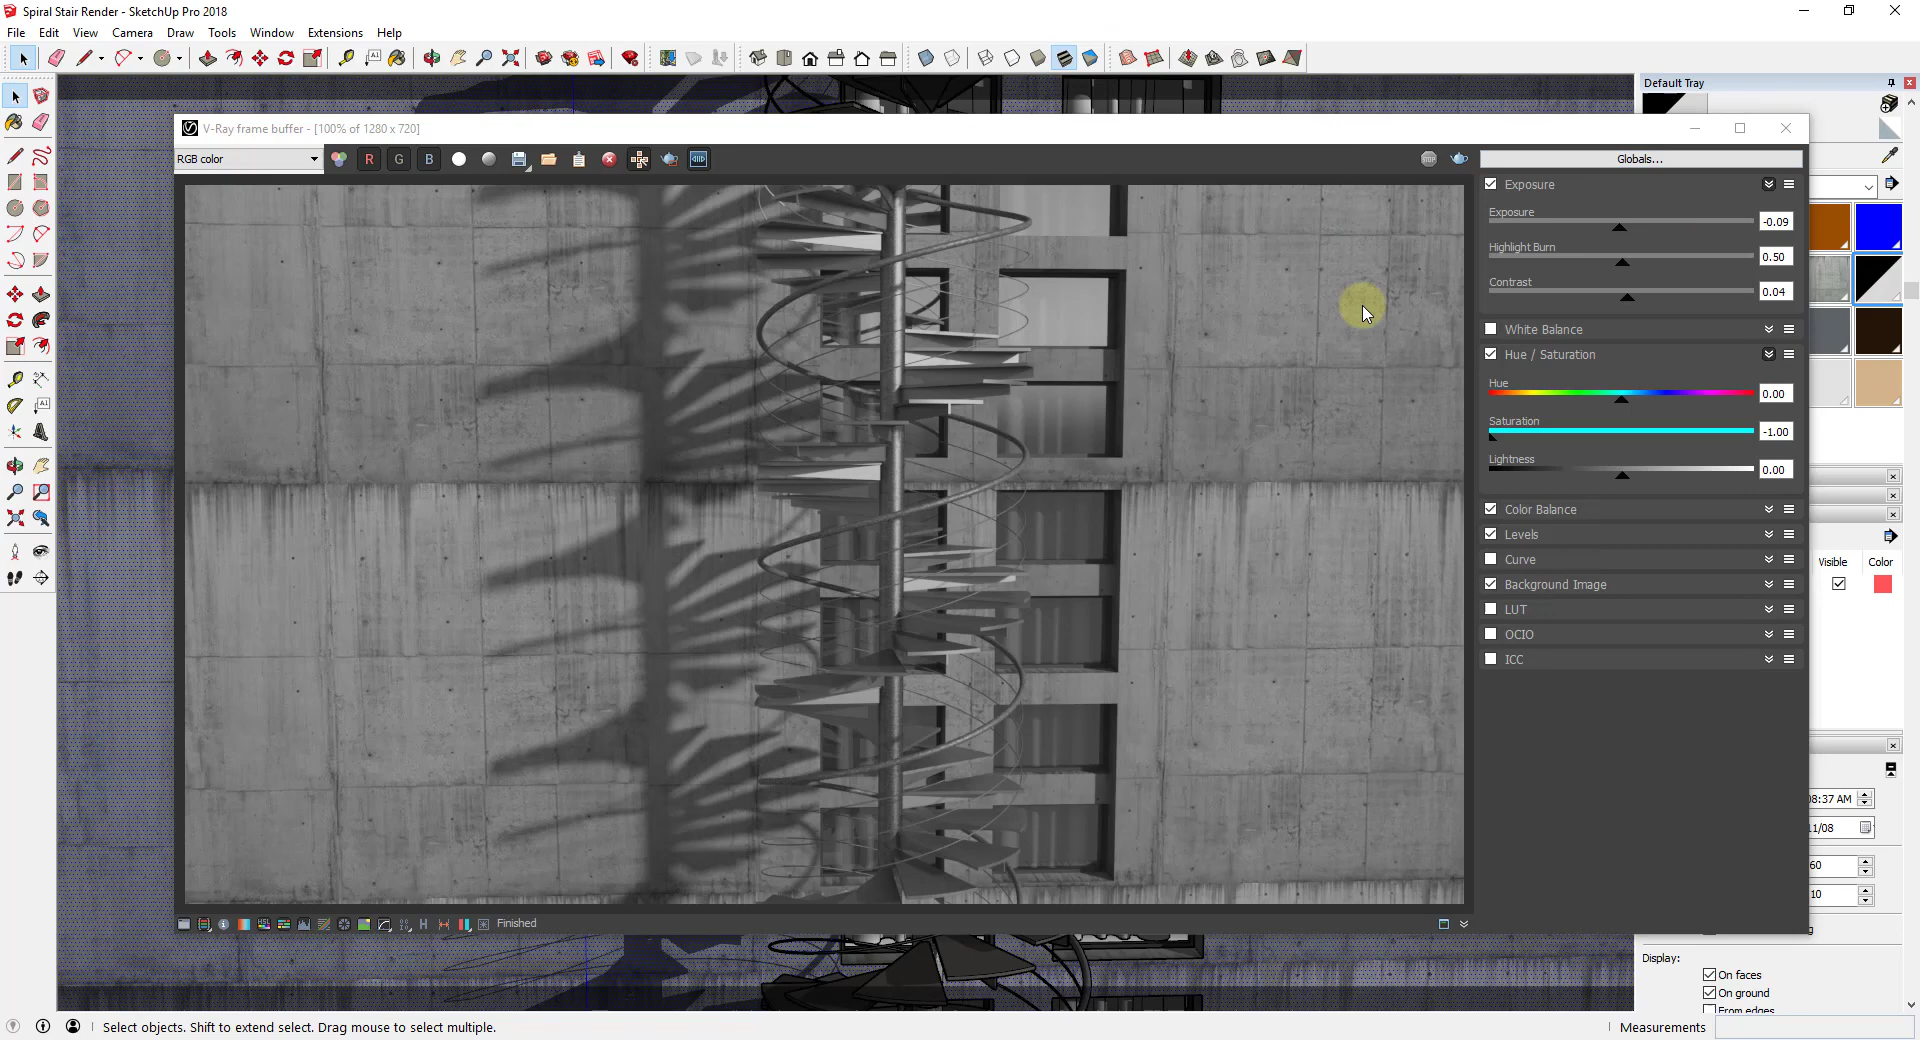 Spiral Stair Render - SketchUp Pro 2018
File Edit View Camera Draw Tools Window Extensions Help
Default Tray
V-Ray frame buffer - [100% of 1280 x 720]
RGB color
R G B
STOP
Globals...
Exposure
Exposure
-0.09
Highlight Burn
0.50
Contrast
0.04
White Balance
Hue / Saturation
Hue
0.00
Saturation
-1.00
Lightness
0.00
Color Balance
Levels
Curve
Background Image
LUT
OCIO
ICC
Visible Color
08:37 AM
11/08
60
10
H
Finished
Display:
On faces
On ground
From edges
Select objects. Shift to extend select. Drag mouse to select multiple.
Measurements